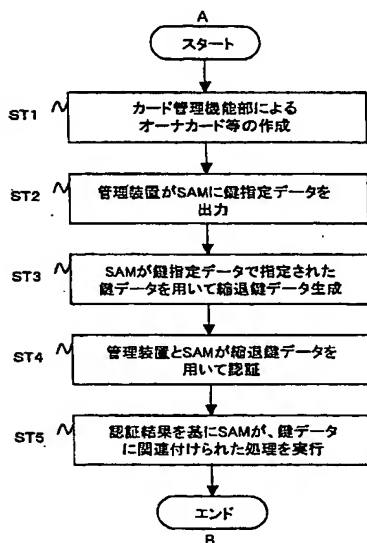 A
スタート
ST1
カード管理機能部による
オーナカード等の作成
ST2
管理装置がSAMに鍵指定データを
出力
ST3
SAMが鍵指定データで指定された
鍵データを用いて縮退鍵データ生成
ST4
管理装置とSAMが縮退鍵データを
用いて認証
ST5
認証結果を基にSAMが、鍵データ
に関連付けられた処理を実行
エンド
B